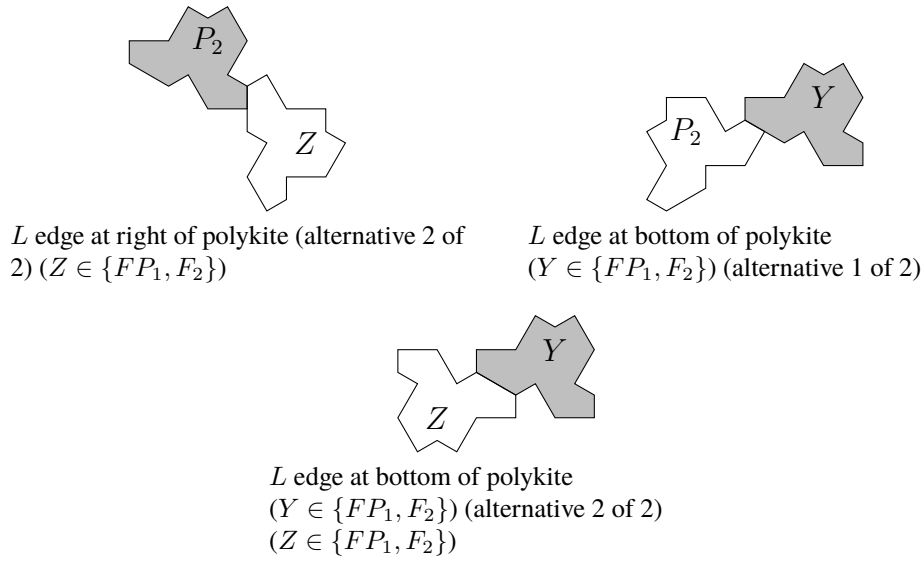 P₂
Z
L edge at right of polykite (alternative 2 of
2) (Z ∈ {FP₁, F₂})
Y
P₂
L edge at bottom of polykite
(Y ∈ {FP₁, F₂}) (alternative 1 of 2)
Y
Z
L edge at bottom of polykite
(Y ∈ {FP₁, F₂}) (alternative 2 of 2)
(Z ∈ {FP₁, F₂})